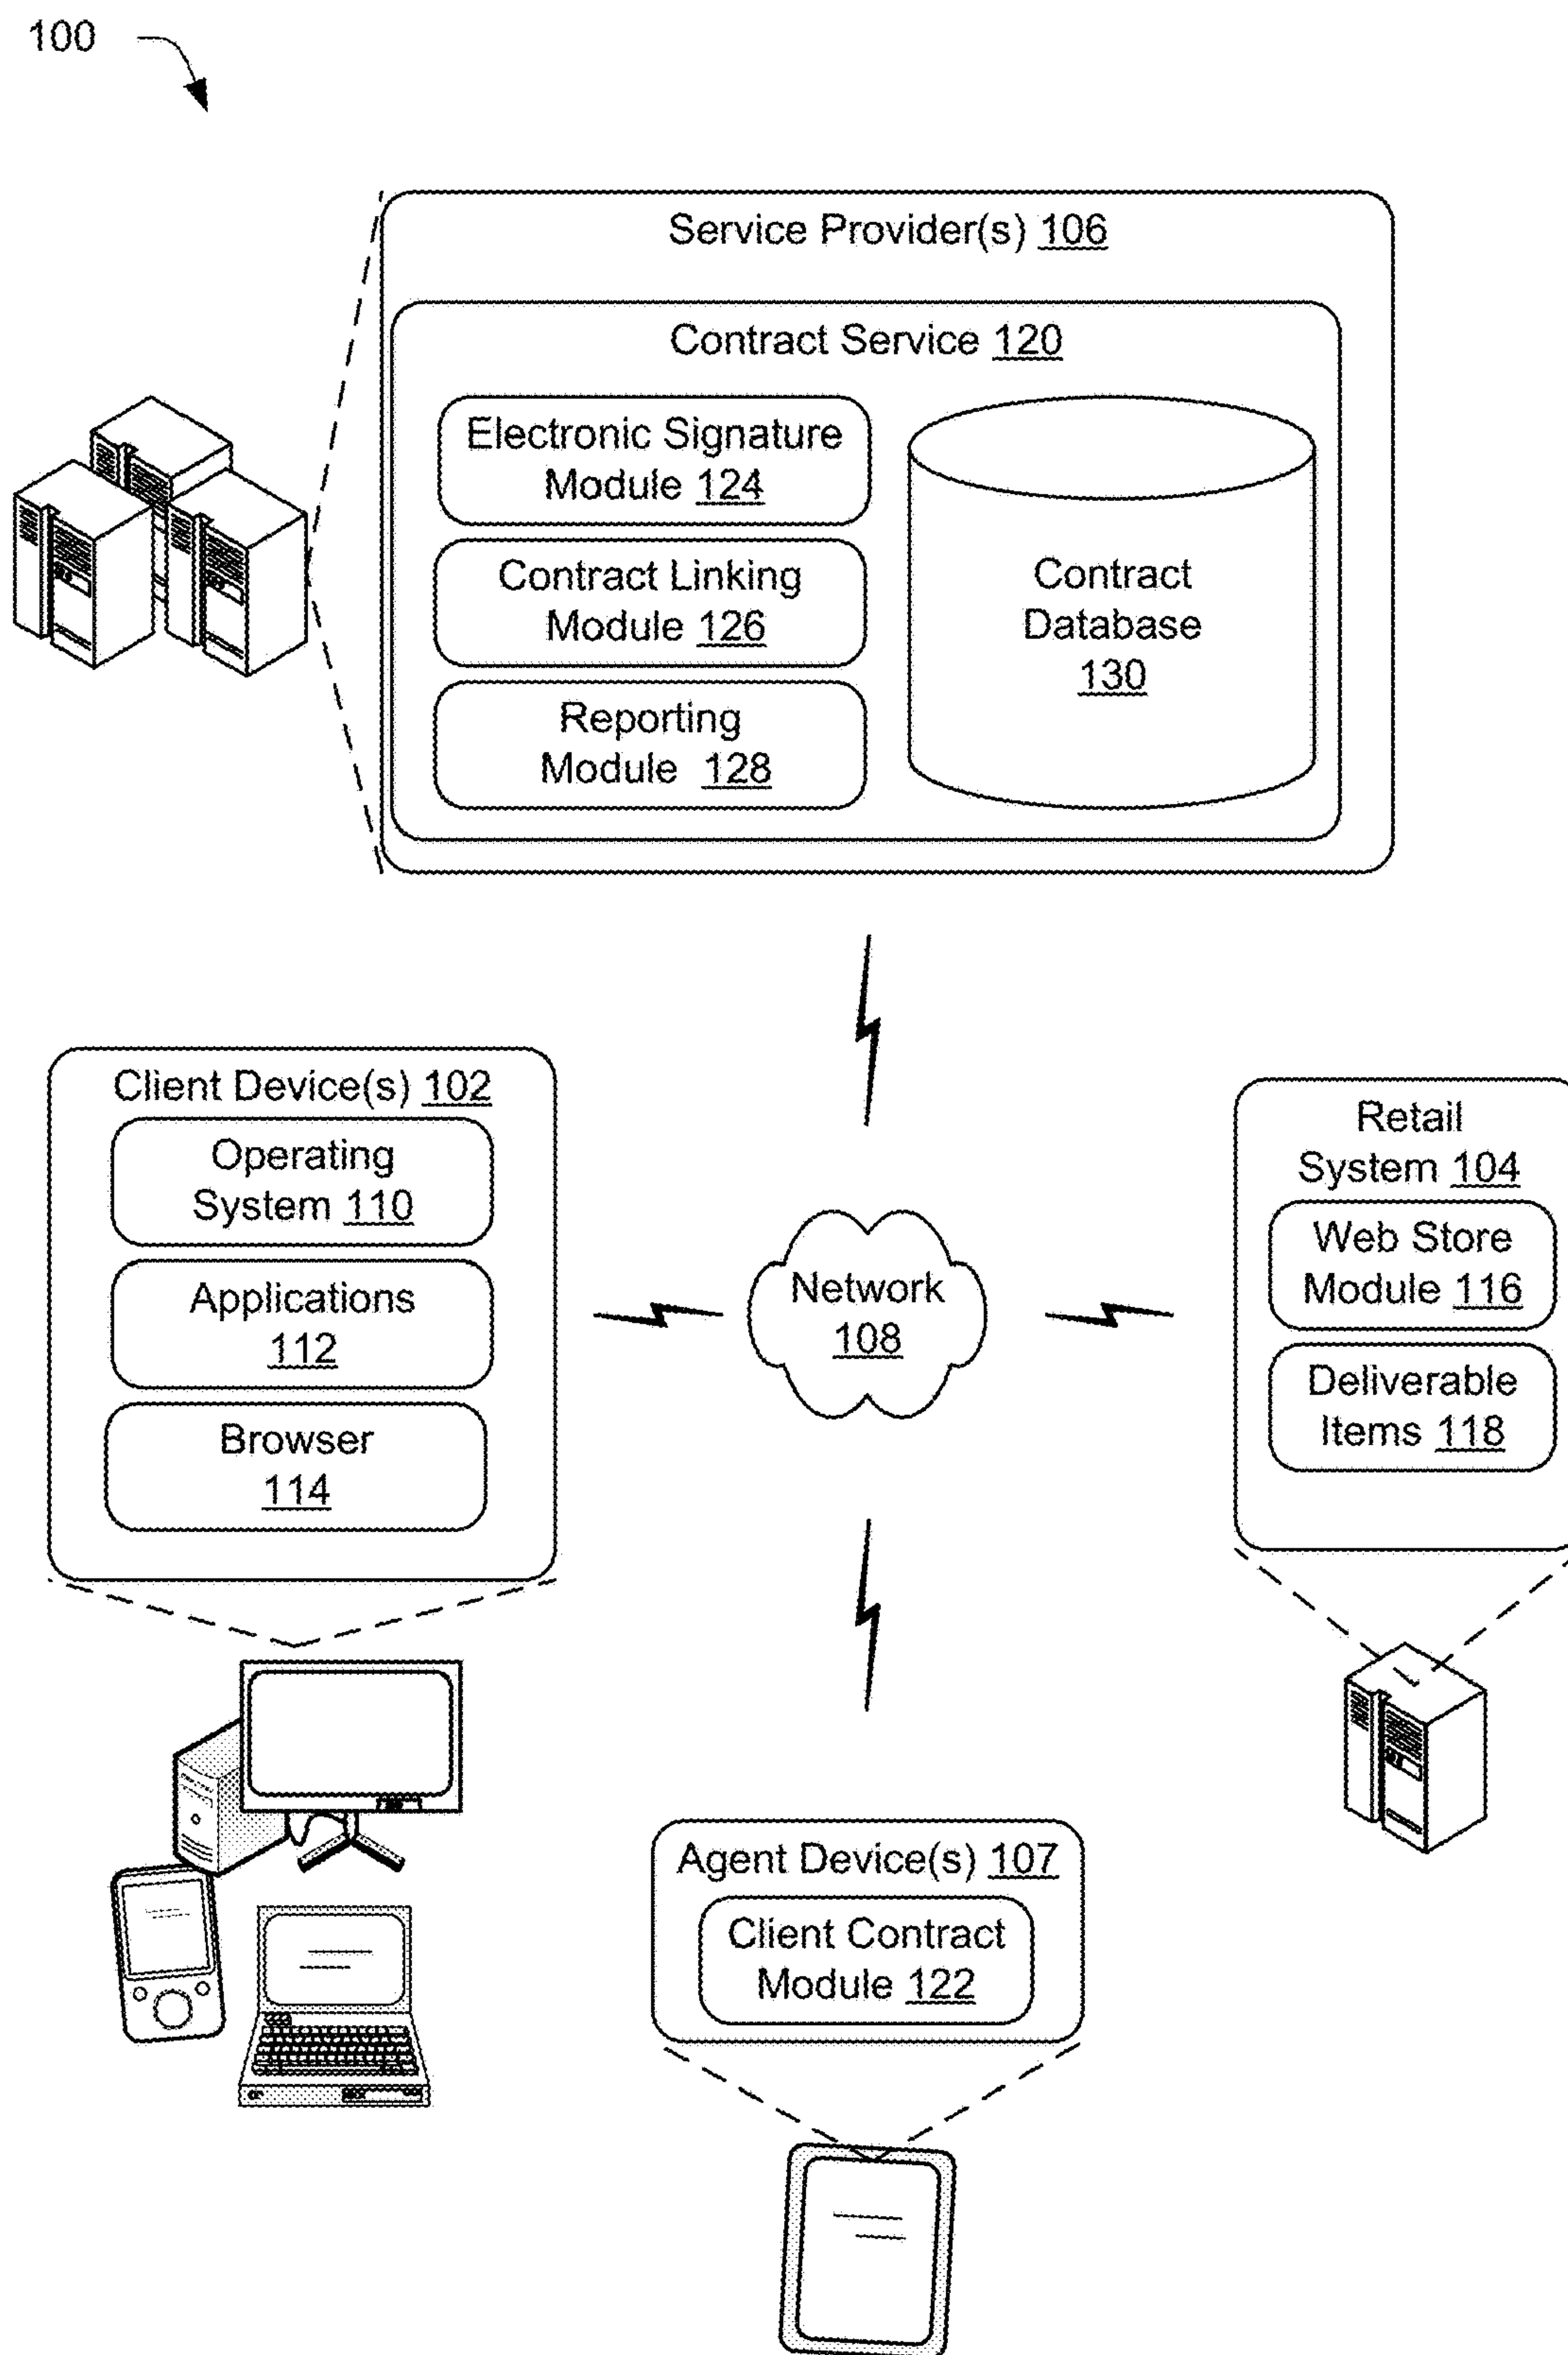 100
Service Provider(s) 106
Contract Service 120
Electronic Signature
Module 124
Contract Linking
Module 126
Reporting
Module 128
Contract
Database
130
Client Device(s) 102
Operating
System 110
Applications
112
Browser
114
Network
108
Retail
System 104
Web Store
Module 116
Deliverable
Items 118
Agent Device(s) 107
Client Contract
Module 122